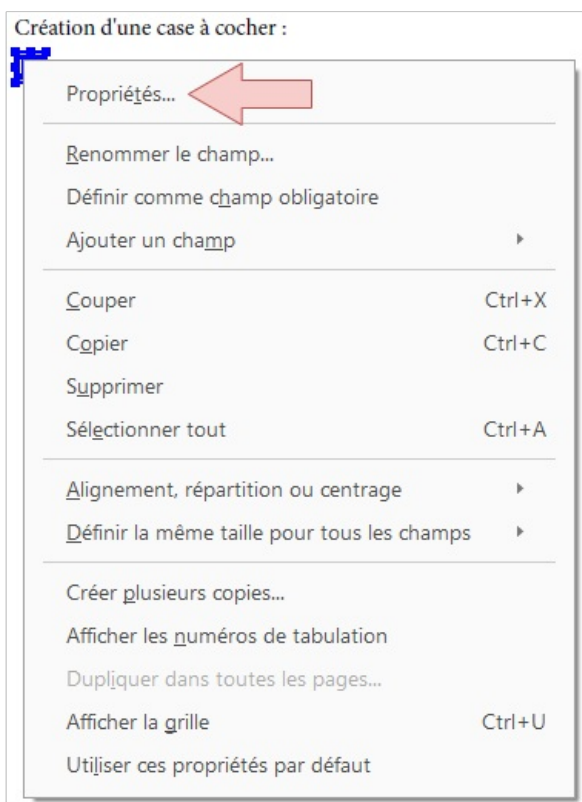 Création d'une case à cocher :
Propriétés...
Renommer le champ...
Définir comme champ obligatoire
Ajouter un champ
Couper Ctrl+X
Copier Ctrl+C
Supprimer
Sélectionner tout Ctrl+A
Alignement, répartition ou centrage
Définir la même taille pour tous les champs
Créer plusieurs copies...
Afficher les numéros de tabulation
Dupliquer dans toutes les pages...
Afficher la grille Ctrl+U
Utiliser ces propriétés par défaut